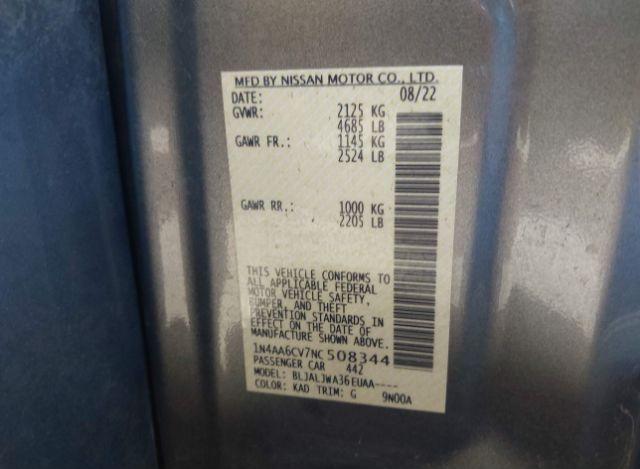 MFD BY NISSAN MOTOR CO., LTD.
DATE: 08/22
GVWR: 2125 KG
4685 LB
GAWR FR.: 1145 KG
2524 LB
GAWR RR.: 1000 KG
2205 LB
THIS VEHICLE CONFORMS TO
ALL APPLICABLE FEDERAL
MOTOR VEHICLE SAFETY,
BUMPER, AND THEFT
PREVENTION STANDARDS IN
EFFECT ON THE DATE OF
MANUFACTURE SHOWN ABOVE.
1N4AA6CV7NC508344
PASSENGER CAR 442
MODEL: BLJALJWA36EUAA----
COLOR: KAD TRIM: G 9N00A